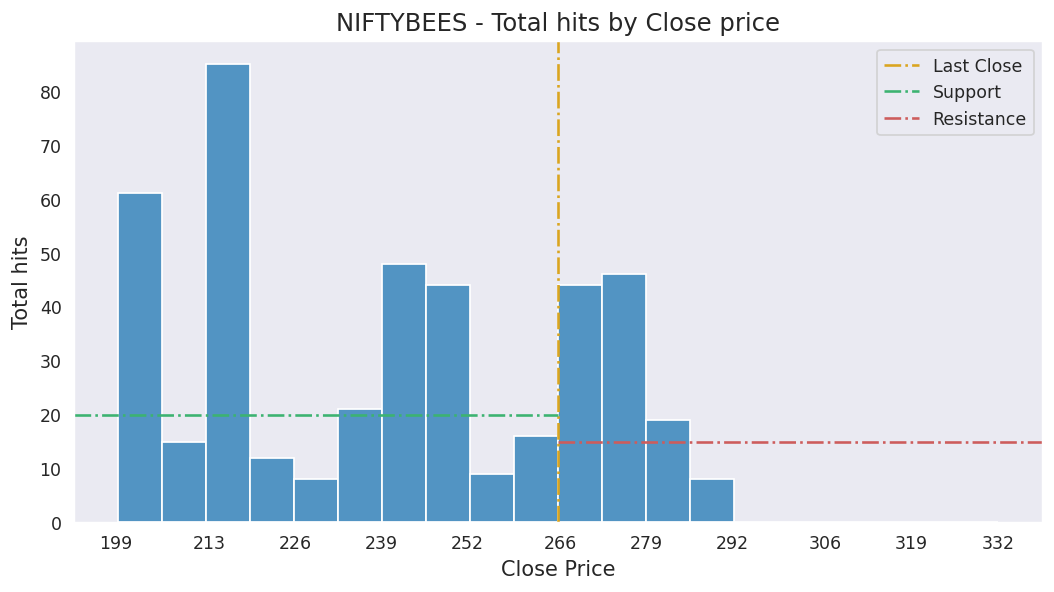 NIFTYBEES - Total hits by Close price
Last Close
Support
Resistance
Total hits
80
70
60
50
40
30
20
10
0
199 213 226 239 252 266 279 292 306 319 332
Close Price